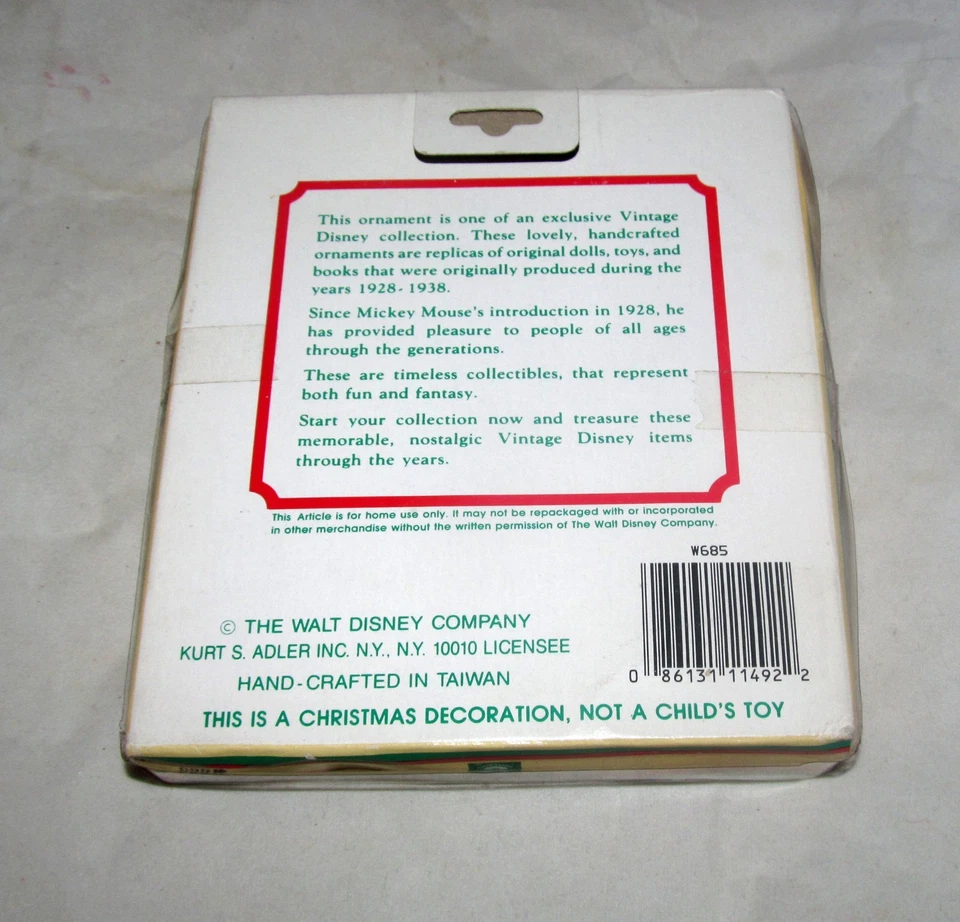 This ornament is one of an exclusive Vintage
Disney collection. These lovely, handcrafted
ornaments are replicas of original dolls, toys, and
books that were originally produced during the
years 1928-1938.
Since Mickey Mouse's introduction in 1928, he
has provided pleasure to people of all ages
through the generations.
These are timeless collectibles, that represent
both fun and fantasy.
Start your collection now and treasure these
memorable, nostalgic Vintage Disney items
through the years.
This Article is for home use only. It may not be repackaged with or incorporated
in other merchandise without the written permission of The Walt Disney Company.
W685
0 86131 11492 2
© THE WALT DISNEY COMPANY
KURT S. ADLER INC. N.Y., N.Y. 10010 LICENSEE
HAND-CRAFTED IN TAIWAN
THIS IS A CHRISTMAS DECORATION, NOT A CHILD'S TOY